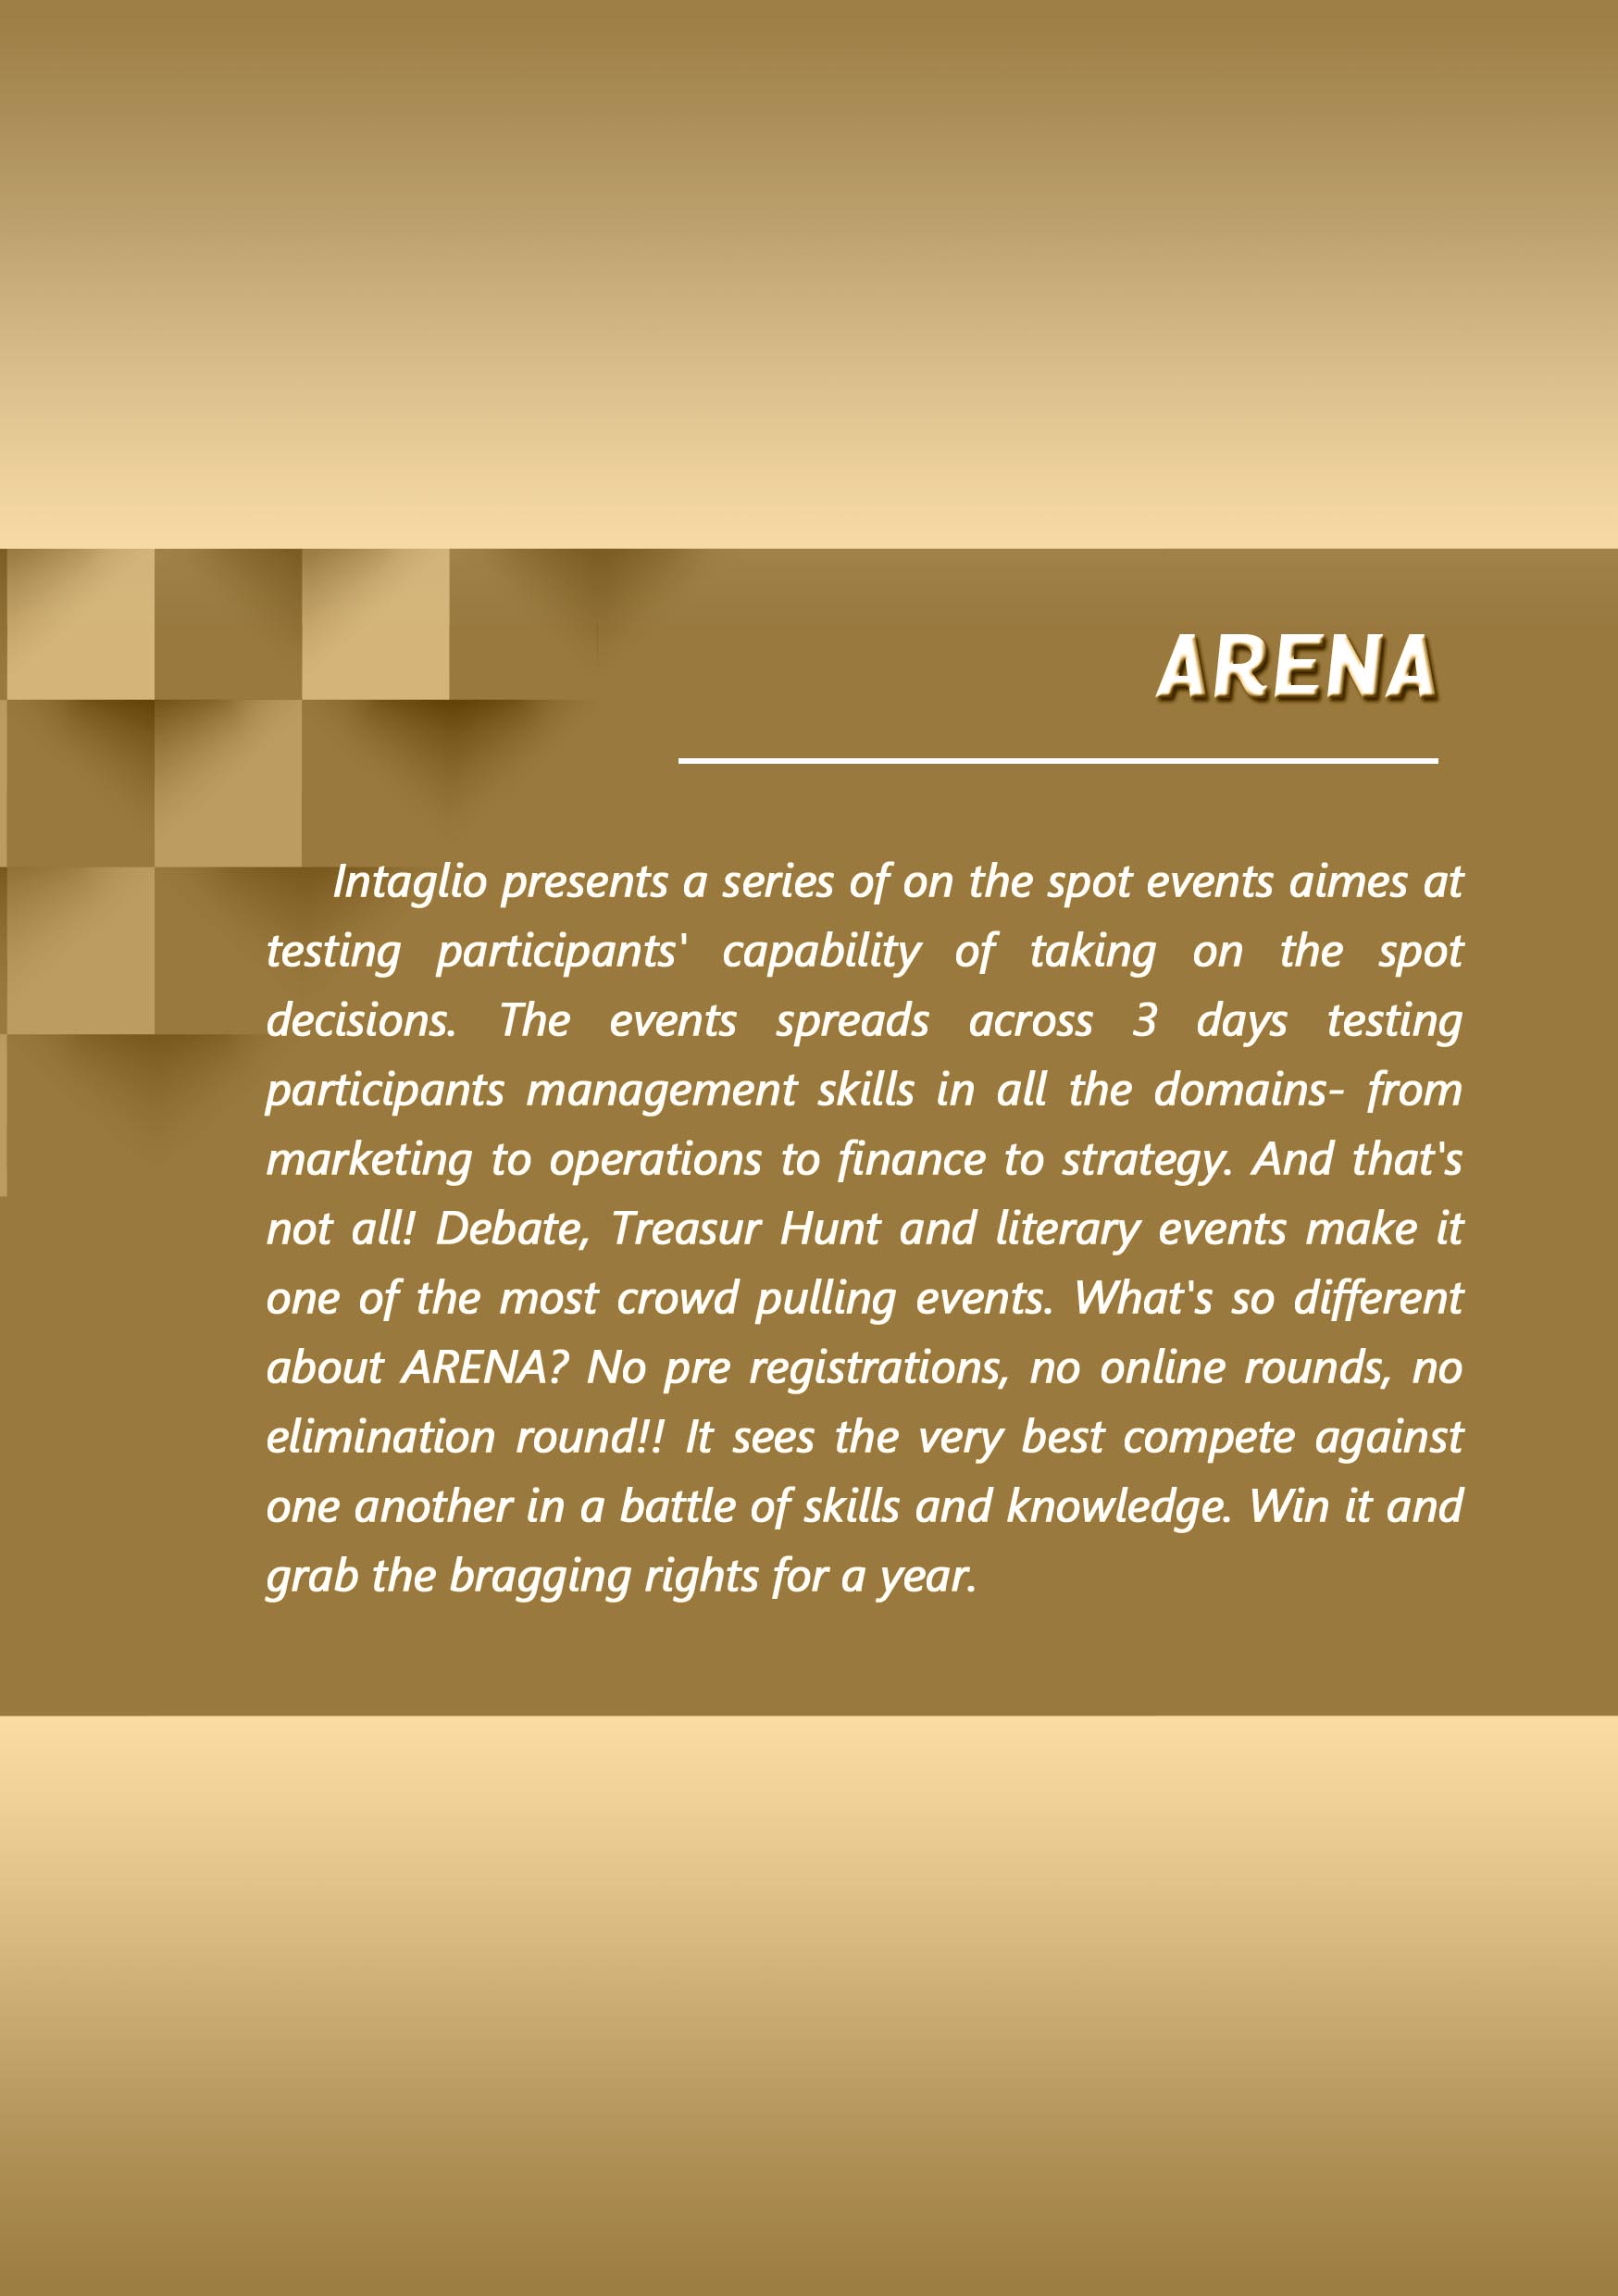 ARENA
Intaglio presents a series of on the spot events aimes at
testing participants' capability of taking on the spot
decisions. The events spreads across 3 days testing
participants management skills in all the domains- from
marketing to operations to finance to strategy. And that's
not all! Debate, Treasur Hunt and literary events make it
one of the most crowd pulling events. What's so different
about ARENA? No pre registrations, no online rounds, no
elimination round!! It sees the very best compete against
one another in a battle of skills and knowledge. Win it and
grab the bragging rights for a year.